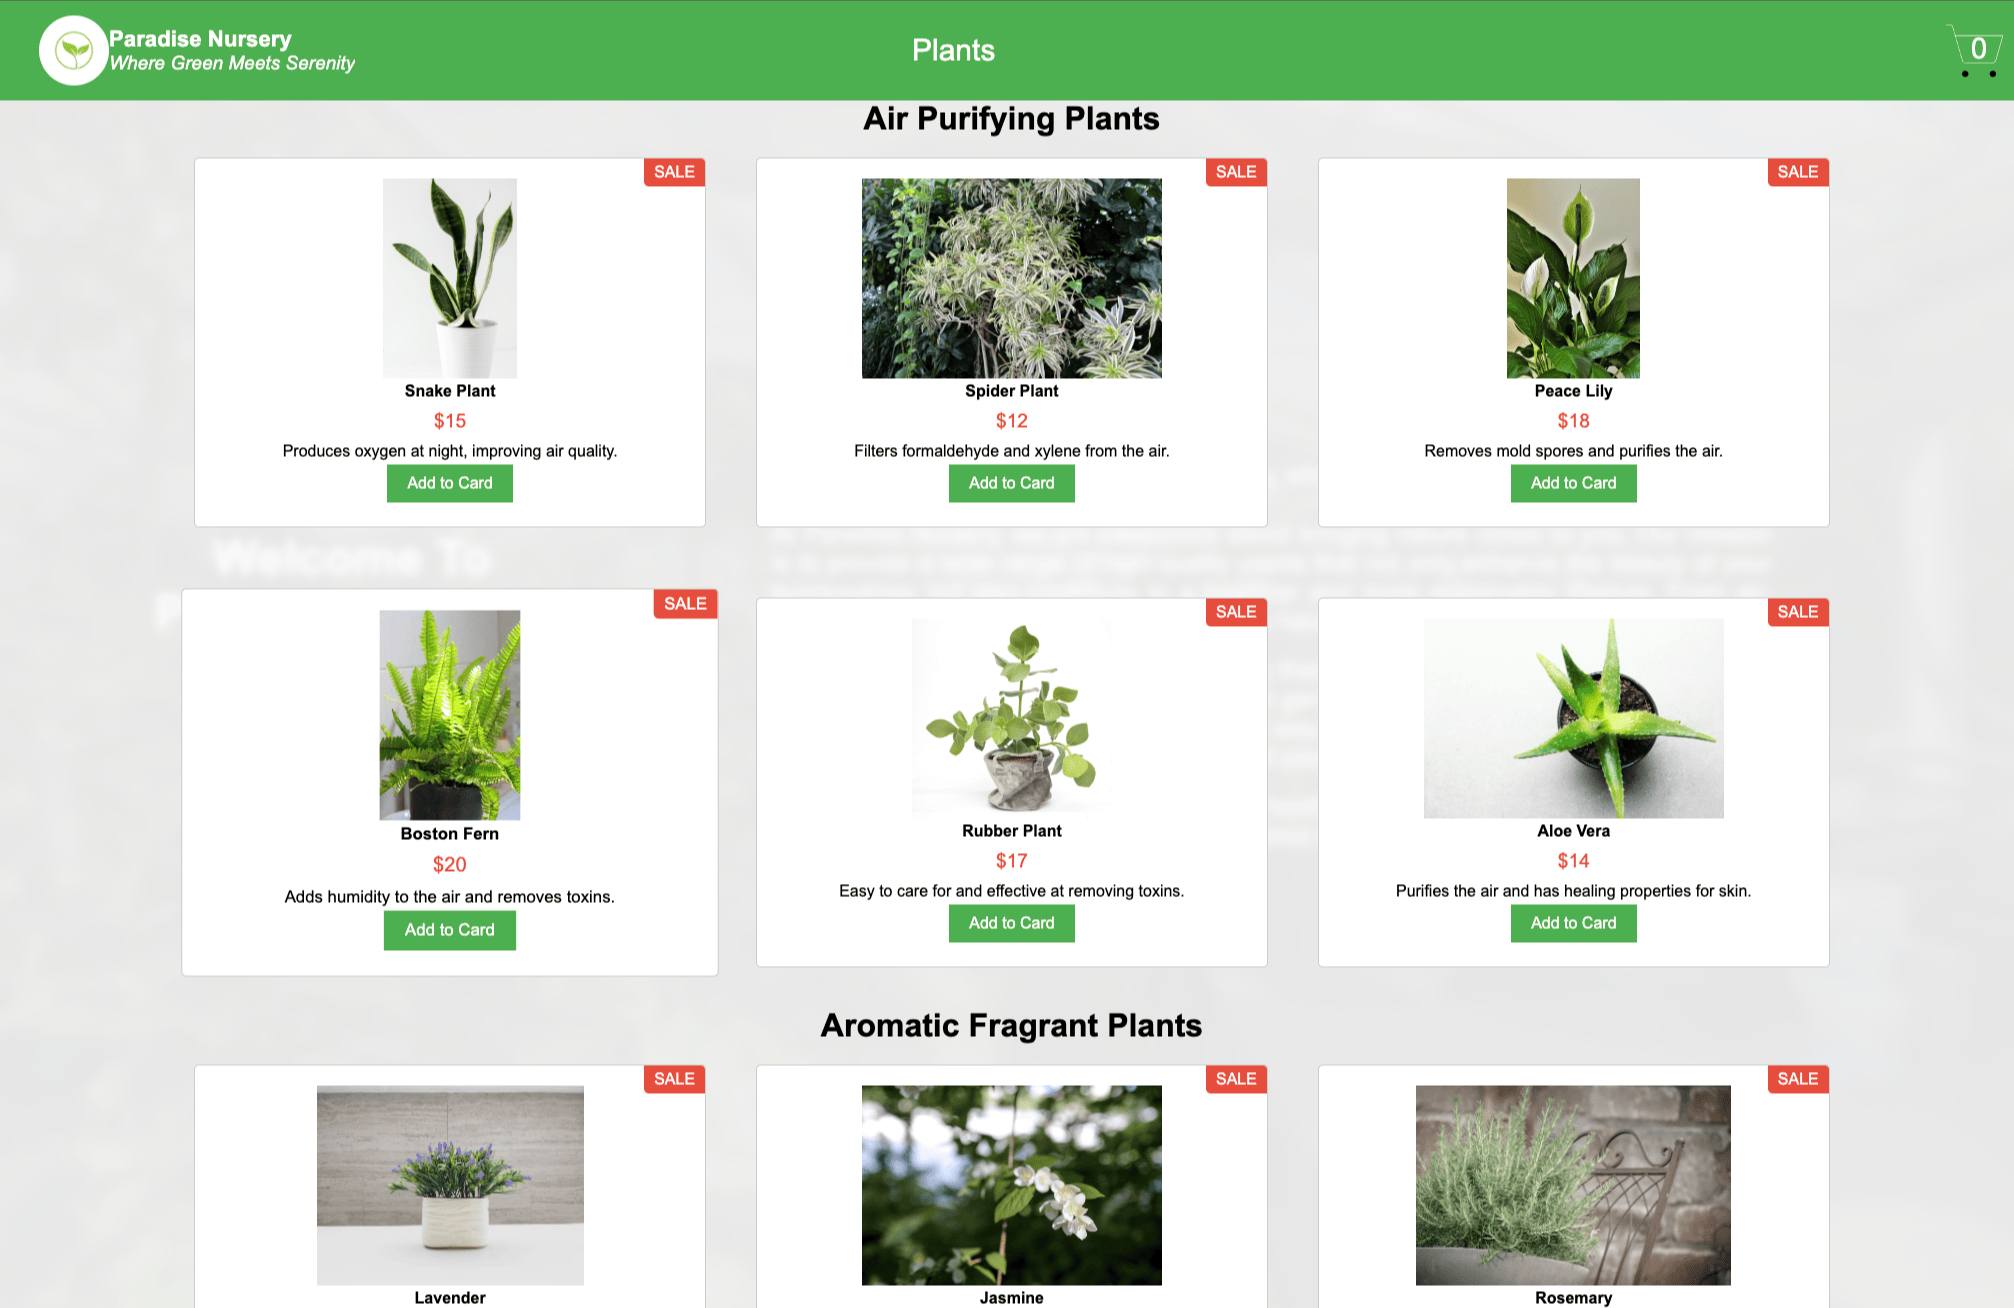 Paradise Nursery
Where Green Meets Serenity
Plants
0
Air Purifying Plants
SALE
SALE
SALE
Snake Plant
Spider Plant
Peace Lily
$15
$12
$18
Produces oxygen at night, improving air quality.
Filters formaldehyde and xylene from the air.
Removes mold spores and purifies the air.
Add to Card
Add to Card
Add to Card
Welcome To
SALE
SALE
SALE
Boston Fern
Rubber Plant
Aloe Vera
$20
$17
$14
Adds humidity to the air and removes toxins.
Easy to care for and effective at removing toxins.
Purifies the air and has healing properties for skin.
Add to Card
Add to Card
Add to Card
Aromatic Fragrant Plants
SALE
SALE
SALE
Lavender
Jasmine
Rosemary